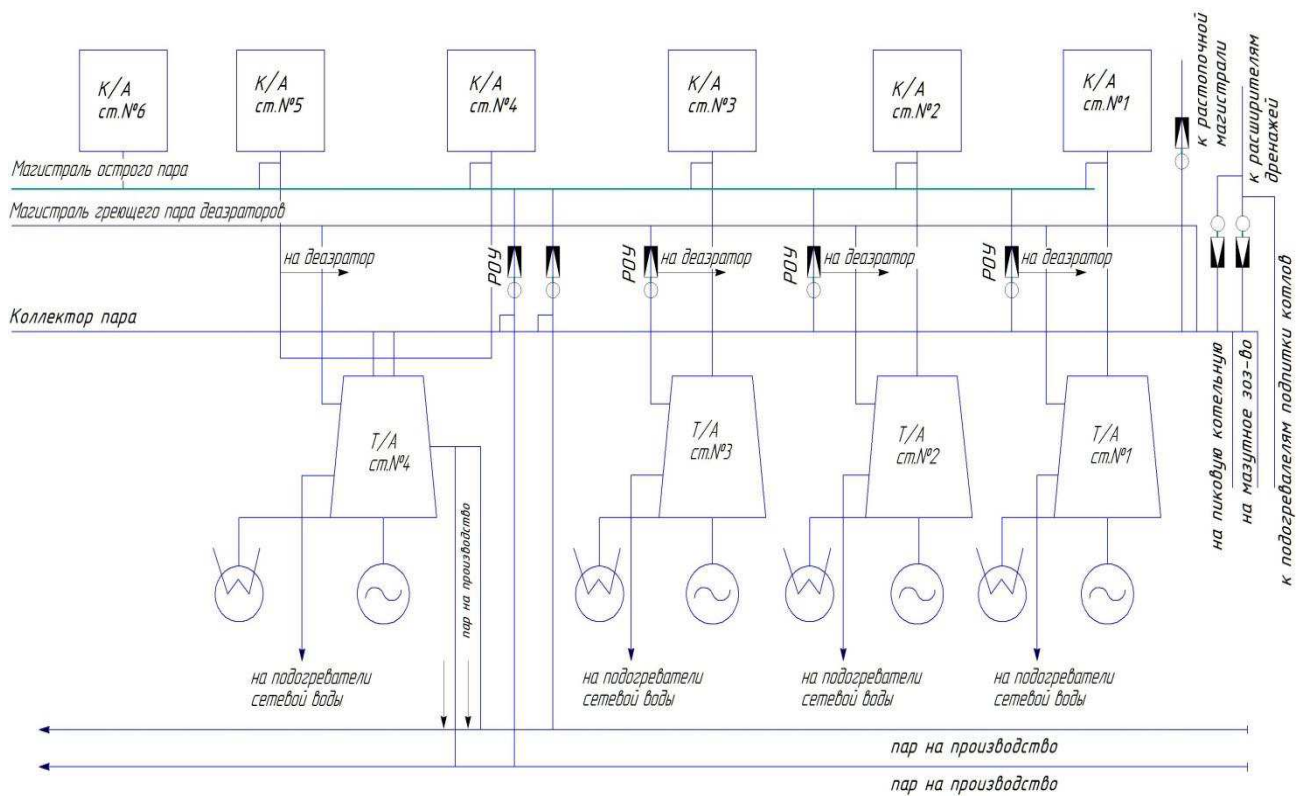 К/А
ст.№6
К/А
ст.№5
К/А
ст.№4
К/А
ст.№3
К/А
ст.№2
К/А
ст.№1
к растопочной
магистрали
к расширителям
дренажей
Магистраль острого пара
Магистраль греющего пара деаэраторов
на деаэратор
РОУ
РОУ
на деаэратор
РОУ
на деаэратор
РОУ
на деаэратор
Коллектор пара
Т/А
ст.№4
Т/А
ст.№3
Т/А
ст.№2
Т/А
ст.№1
на пиковую котельную
на мазутное хоз-во
к подогревалелям подпитки котлов
пар на производство
на подогреватели
сетевой воды
на подогреватели
сетевой воды
на подогреватели
сетевой воды
на подогреватели
сетевой воды
пар на производство
пар на производство